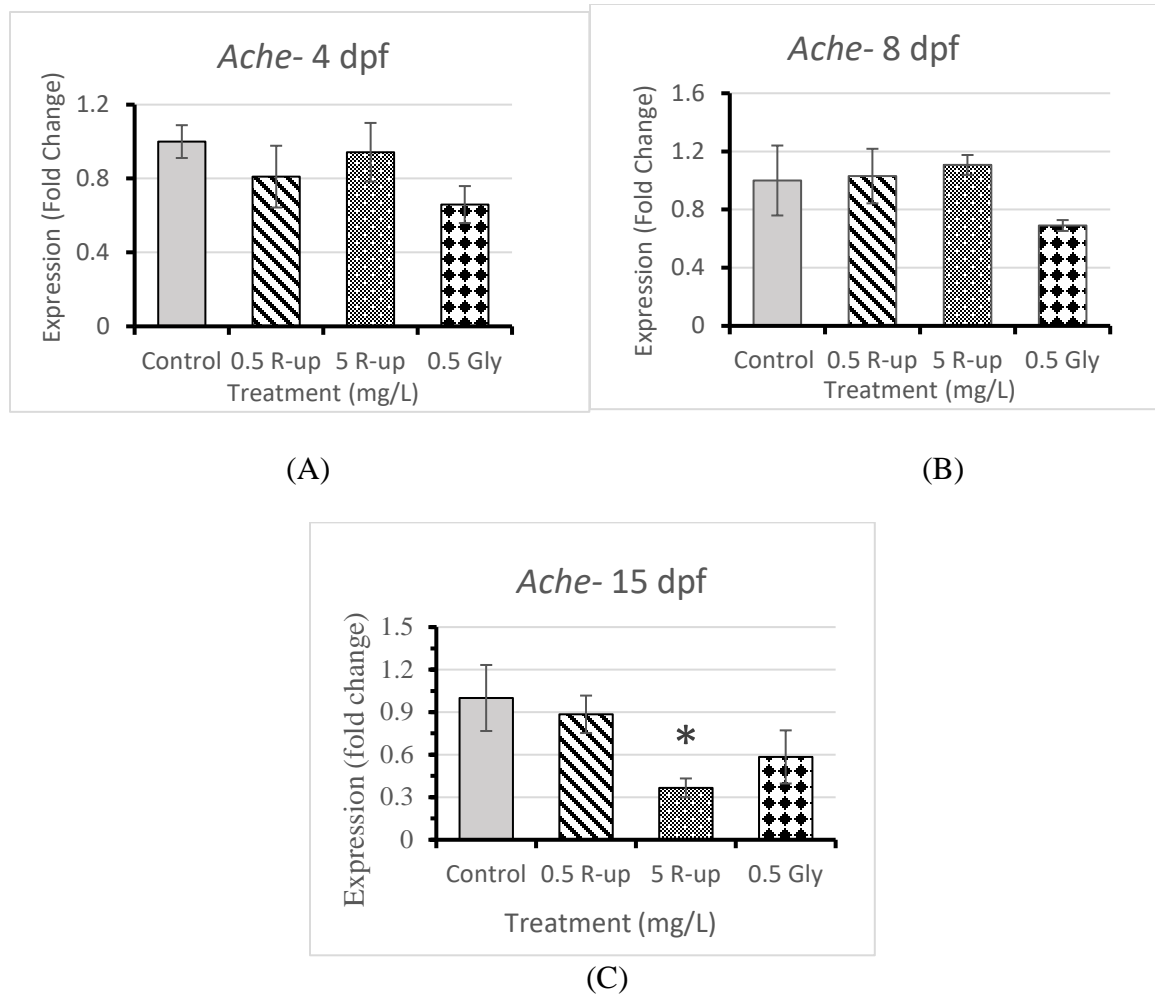 Ache- 4 dpf
Expression (Fold Change)
1.2
0.8
0.4
0
Control 0.5 R-up 5 R-up 0.5 Gly
Treatment (mg/L)
(A)
Ache- 8 dpf
Expression (Fold Change)
1.6
1.2
0.8
0.4
0
Control 0.5 R-up 5 R-up 0.5 Gly
Treatment (mg/L)
(B)
Ache- 15 dpf
Expression (fold change)
1.5
1.2
0.9
0.6
0.3
0
*
Control 0.5 R-up 5 R-up 0.5 Gly
Treatment (mg/L)
(C)